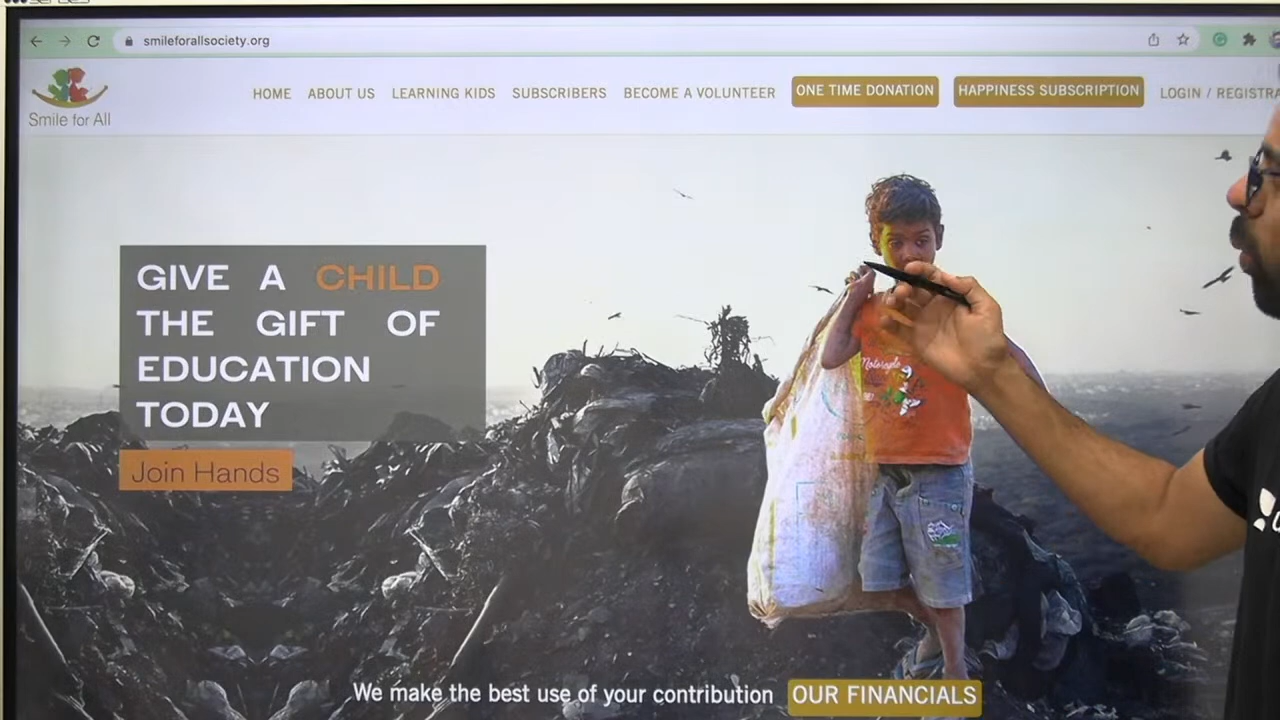 smileforallsociety.org
Smile for All
HOME ABOUT US LEARNING KIDS SUBSCRIBERS BECOME A VOLUNTEER ONE TIME DONATION HAPPINESS SUBSCRIPTION LOGIN / REGISTRA
GIVE A CHILD
THE GIFT OF
EDUCATION
TODAY
Join Hands
Motorcycle
We make the best use of your contribution OUR FINANCIALS